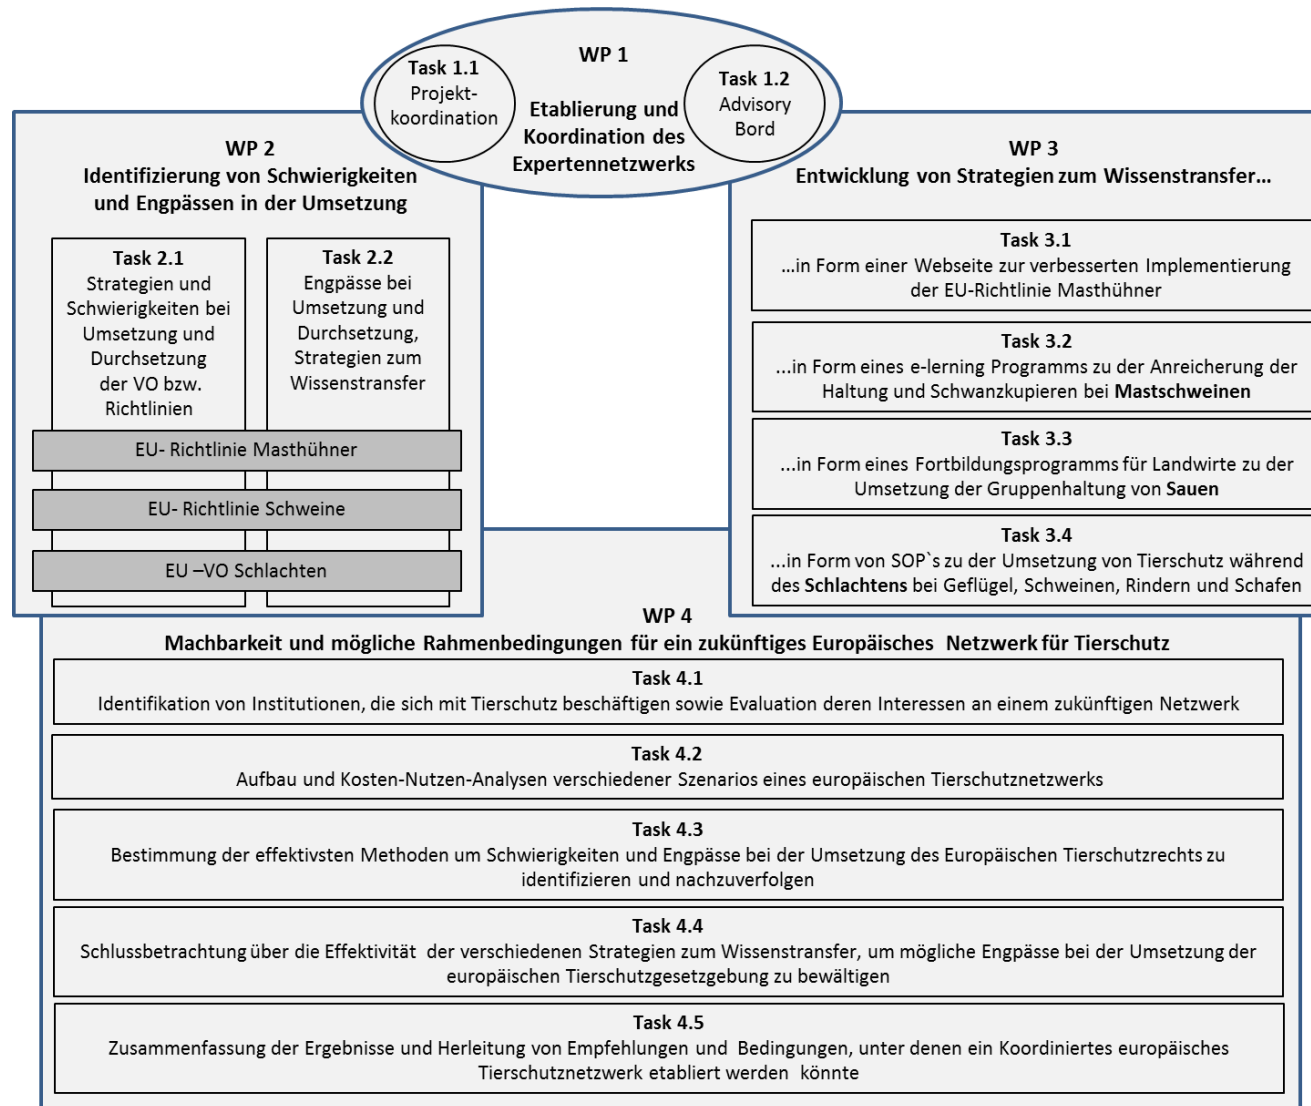 WP 1
Etablierung und
Koordination des
Expertennetzwerks
Task 1.1
Projekt-
koordination
Task 1.2
Advisory
Bord
WP 2
Identifizierung von Schwierigkeiten
und Engpässen in der Umsetzung
Task 2.1
Strategien und
Schwierigkeiten bei
Umsetzung und
Durchsetzung
der VO bzw.
Richtlinien
Task 2.2
Engpässe bei
Umsetzung und
Durchsetzung,
Strategien zum
Wissenstransfer
EU- Richtlinie Masthühner
EU- Richtlinie Schweine
EU –VO Schlachten
WP 3
Entwicklung von Strategien zum Wissenstransfer...
Task 3.1
...in Form einer Webseite zur verbesserten Implementierung
der EU-Richtlinie Masthühner
Task 3.2
...in Form eines e-lerning Programms zu der Anreicherung der
Haltung und Schwanzkupieren bei Mastschweinen
Task 3.3
...in Form eines Fortbildungsprogramms für Landwirte zu der
Umsetzung der Gruppenhaltung von Sauen
Task 3.4
...in Form von SOP`s zu der Umsetzung von Tierschutz während
des Schlachtens bei Geflügel, Schweinen, Rindern und Schafen
WP 4
Machbarkeit und mögliche Rahmenbedingungen für ein zukünftiges Europäisches Netzwerk für Tierschutz
Task 4.1
Identifikation von Institutionen, die sich mit Tierschutz beschäftigen sowie Evaluation deren Interessen an einem zukünftigen Netzwerk
Task 4.2
Aufbau und Kosten-Nutzen-Analysen verschiedener Szenarios eines europäischen Tierschutznetzwerks
Task 4.3
Bestimmung der effektivsten Methoden um Schwierigkeiten und Engpässe bei der Umsetzung des Europäischen Tierschutzrechts zu
identifizieren und nachzuverfolgen
Task 4.4
Schlussbetrachtung über die Effektivität der verschiedenen Strategien zum Wissenstransfer, um mögliche Engpässe bei der Umsetzung der
europäischen Tierschutzgesetzgebung zu bewältigen
Task 4.5
Zusammenfassung der Ergebnisse und Herleitung von Empfehlungen und Bedingungen, unter denen ein Koordiniertes europäisches
Tierschutznetzwerk etabliert werden könnte